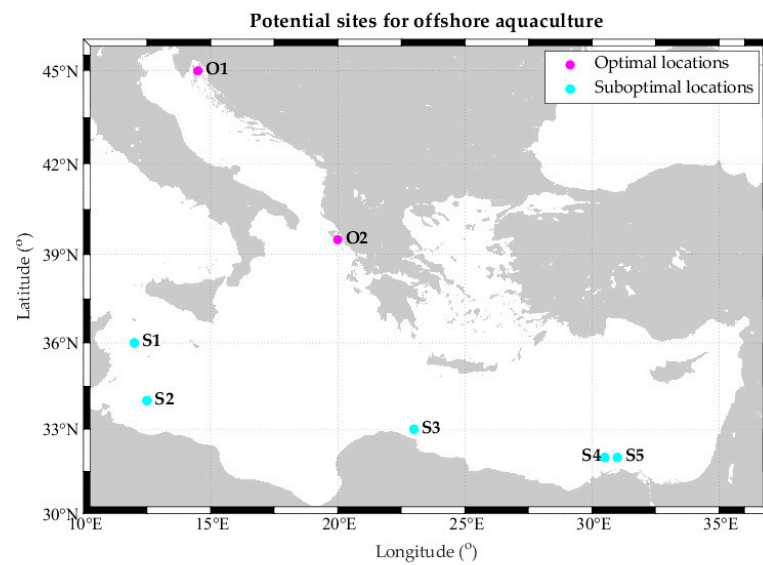 Potential sites for offshore aquaculture
Optimal locations
Suboptimal locations
45°N
42°N
39°N
36°N
33°N
30°N
Latitude (°)
O1
O2
S1
S2
S3
S4
S5
10°E
15°E
20°E
25°E
30°E
35°E
Longitude (°)